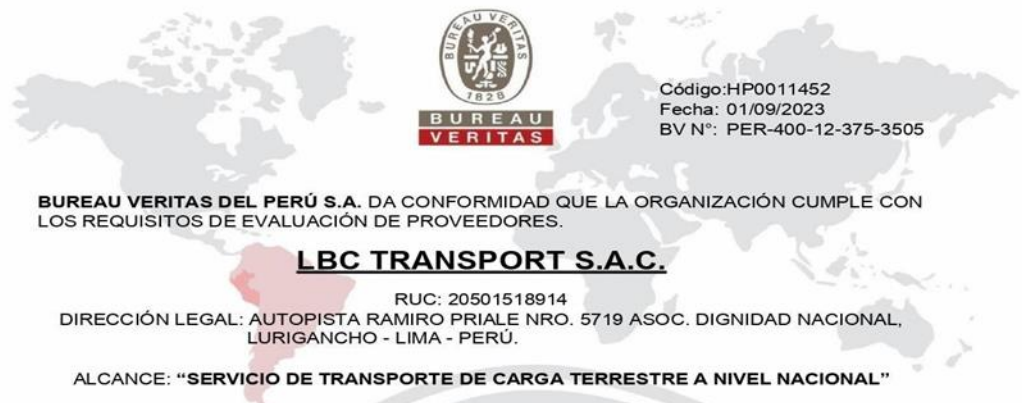 BUREAU VERITAS
1828
BUREAU
VERITAS
Código:HP0011452
Fecha: 01/09/2023
BV N°: PER-400-12-375-3505
BUREAU VERITAS DEL PERÚ S.A. DA CONFORMIDAD QUE LA ORGANIZACIÓN CUMPLE CON
LOS REQUISITOS DE EVALUACIÓN DE PROVEEDORES.
LBC TRANSPORT S.A.C.
RUC: 20501518914
DIRECCIÓN LEGAL: AUTOPISTA RAMIRO PRIALE NRO. 5719 ASOC. DIGNIDAD NACIONAL,
LURIGANCHO - LIMA - PERÚ.
ALCANCE: “SERVICIO DE TRANSPORTE DE CARGA TERRESTRE A NIVEL NACIONAL”